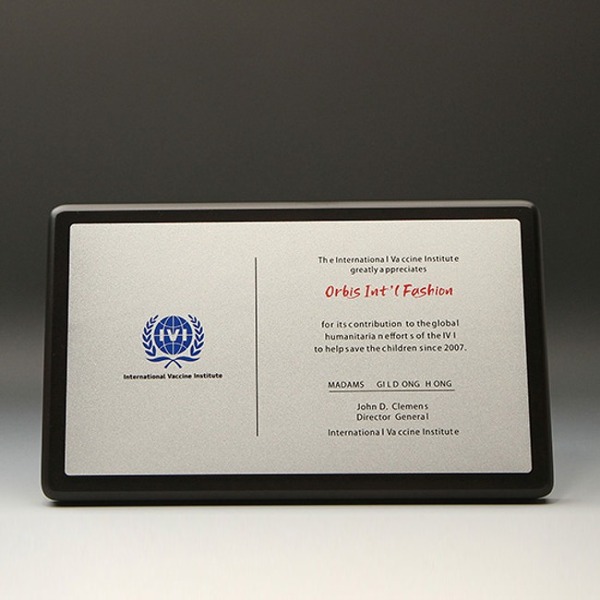 IVI
International Vaccine Institute
The International Vaccine Institute
greatly appreciates
Orbis Int'l Fashion
for its contribution to the global
humanitarian efforts of the IVI
to help save the children since 2007.
MADAMS GILDONG HONG
John D. Clemens
Director General
International Vaccine Institute